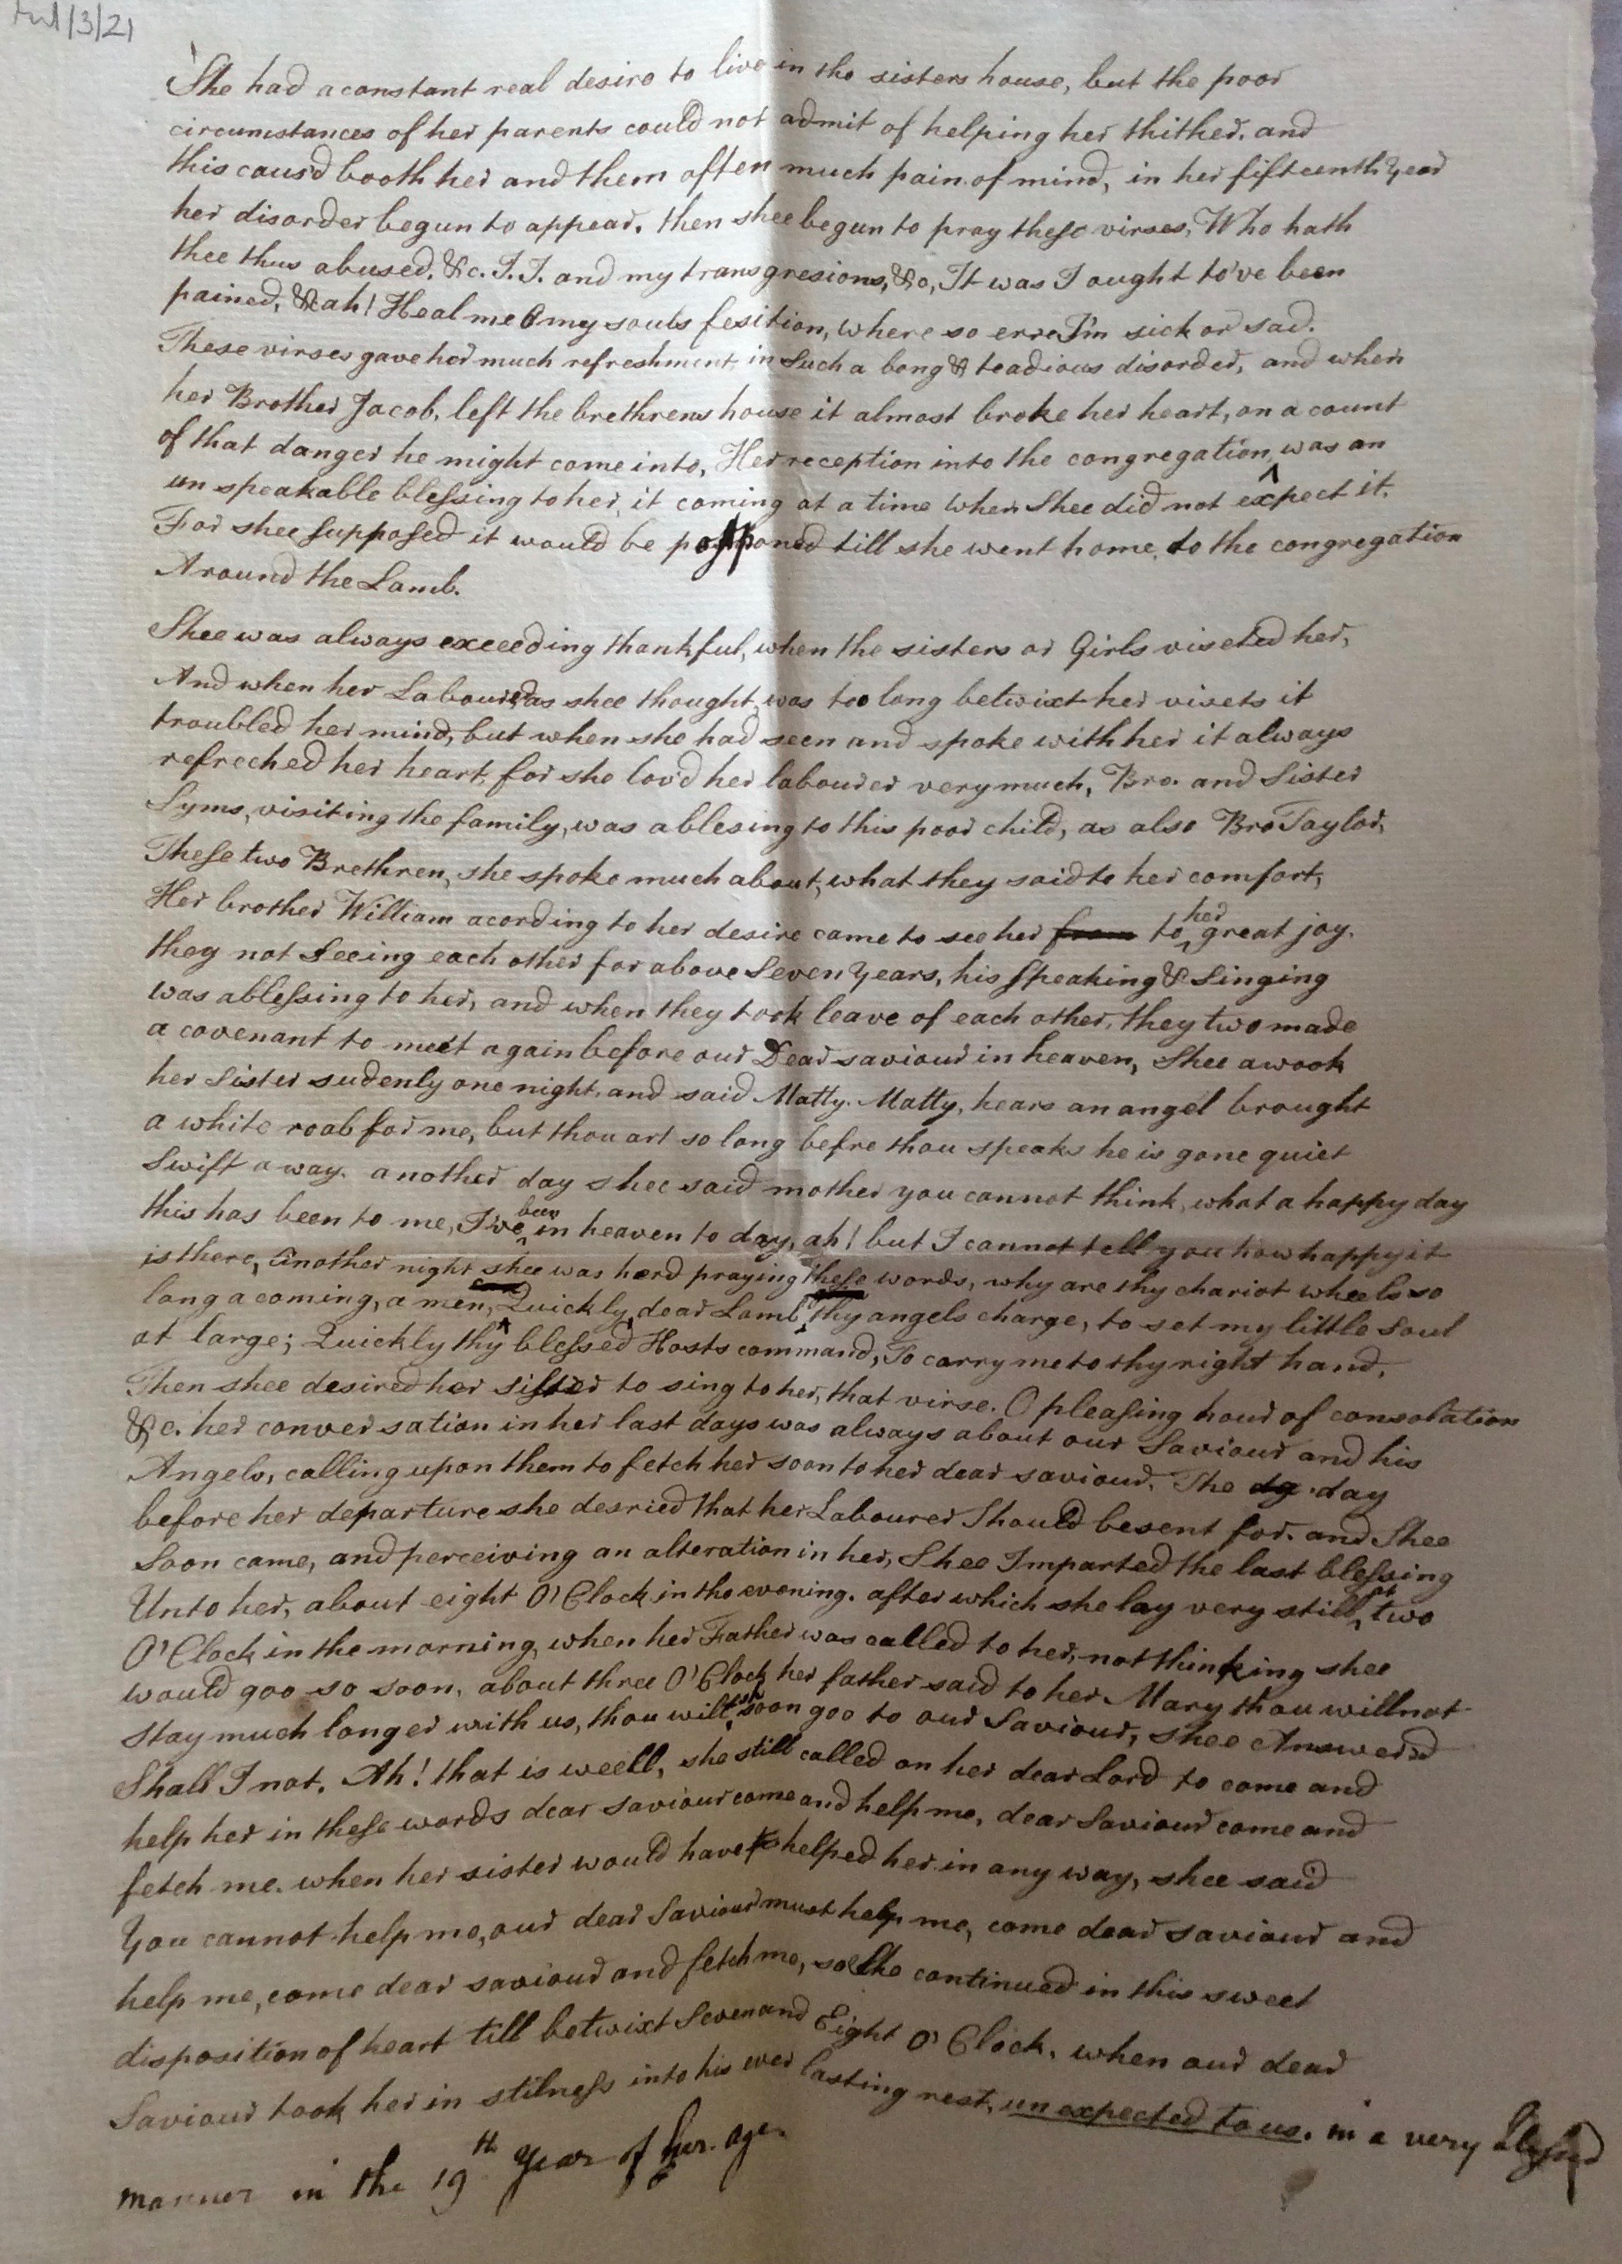 /3/21
She had a constant real desire to live in the sisters house, but the poor
circumstances of her parents could not admit of helping her thither. and
this caus'd booth her and them often much pain of mind, in her fifteenth Year
her disorder begun to appear. then shee begun to pray these virses, Who hath
thee thus abused. &c. I. I. and my transgresions, &c, It was I ought to've been
pained, &c ah! Heal me O my souls fesition, where so erre I'm sick or sad.
These virses gave her much refreshment in Such a long & teadious disorder, and when
her Brother Jacob, left the brethrens house it almost broke her heart, on a count
of that danger he might come into, Her reception into the congregation, was an
un speakable blessing to her, it coming at a time when Shee did not expect it.
For shee supposed it would be postponed till she went home to the congregation
Around the Lamb.
Shee was always exceeding thankful, when the sisters or Girls viseted her,
And when her Labourer as shee thought, was too long betwixt her visets it
troubled her mind, but when she had seen and spoke with her it always
refreched her heart, for she lov'd her labourer very much, Bro. and Sister
Syms, visiting the family, was a blesing to this poor child, as also Bro Taylor,
These two Brethren, she spoke much about, what they said to her comfort,
Her brother William acording to her desire came to see her from to her great joy.
they not Seeing each other for above Seven Years, his Speaking & Singing
was a blessing to her, and when they took leave of each other, they two made
a covenant to meet again before our Dear saviour in heaven, Shee awook
her Sister sudenly one night, and said Matty. Matty, hears an angel brought
a white roab for me, but thou art so long befre thou speaks he is gone quiet
Swift a way. another day shee said mother you cannot think, what a happy day
this has been to me, I've been in heaven to day, ah! but I cannot tell you how happy it
is there, Another night shee was herd praying these words, why are thy chariot wheels so
long a coming, a men, Quickly, dear Lamb, thy angels charge, to set my little Soul
at large; Quickly thy blessed Hosts command, To carry me to thy right hand.
Then shee desired her sister to sing to her, that virse. O pleasing hour of consolation
&c. her conversation in her last days was always about our Saviour and his
Angels, calling upon them to fetch her soon to her dear saviour. The dg day
before her departure she desried that her Labourer Should be sent for. and Shee
Soon came, and perceiving an alteration in her, Shee Imparted the last blessing
Unto her, about eight O'Clock in the evening. after which she lay very still, at two
O'Clock in the morning, when her Father was called to her, not thinking shee
would goo so soon, about three O'Clock her father said to her Mary thou will not
stay much longer with us, thou wilt soon goo to our Saviour, shee Answered
Shall I not. Ah! that is weell, she still called on her dear Lord to come and
help her in these words dear saviour come and help me, dear Saviour come and
fetch me. when her sister would have helped her in any way, shee said
You cannot help me, our dear Saviour must help me, come dear saviour and
help me, come dear saviour and fetch me, so she continued in this sweet
disposition of heart till betwixt Seven and Eight O'Clock, when our dear
Saviour took her in stilness into his ever lasting rest, un expected to us. in a very blessed
manner in the 19th Year of her age.